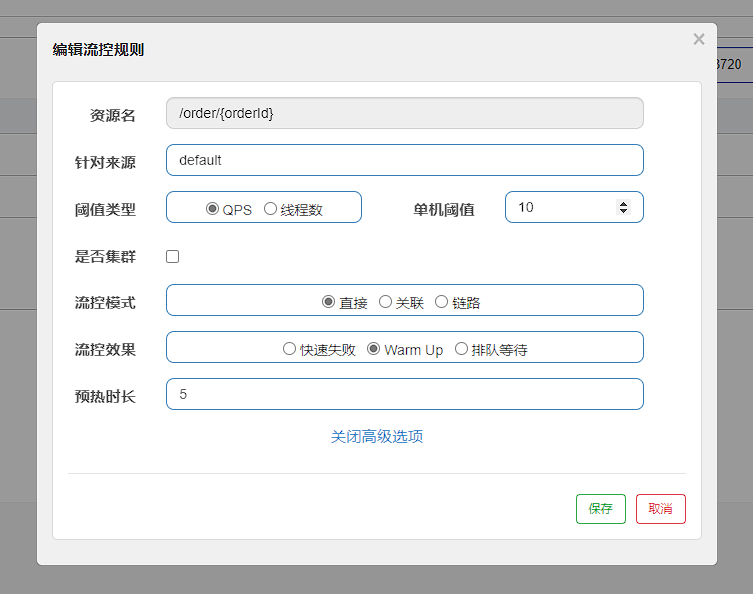 编辑流控规则 ×
3720
资源名 /order/{orderId}
针对来源 default
阈值类型 QPS 线程数 单机阈值 10
是否集群
流控模式 直接 关联 链路
流控效果 快速失败 Warm Up 排队等待
预热时长 5
关闭高级选项
保存 取消